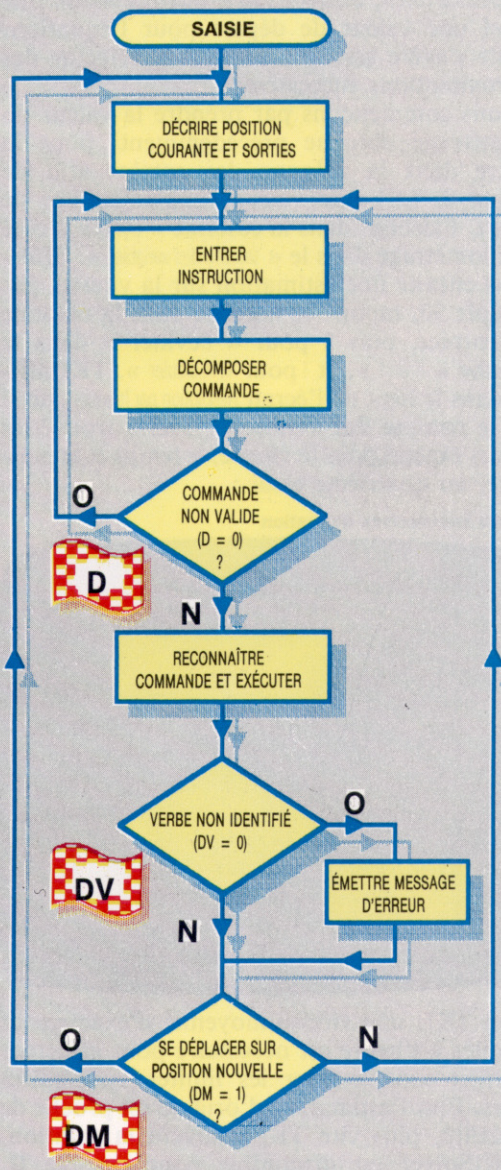 SAISIE
DÉCRIRE POSITION
COURANTE ET SORTIES
ENTRER
INSTRUCTION
DÉCOMPOSER
COMMANDE
O
COMMANDE
NON VALIDE
(D = 0)
?
D
N
RECONNAÎTRE
COMMANDE ET EXÉCUTER
VERBE NON IDENTIFIÉ
(DV = 0)
O
DV
ÉMETTRE MESSAGE
D'ERREUR
N
O
SE DÉPLACER SUR
POSITION NOUVELLE
(DM = 1)
?
N
DM